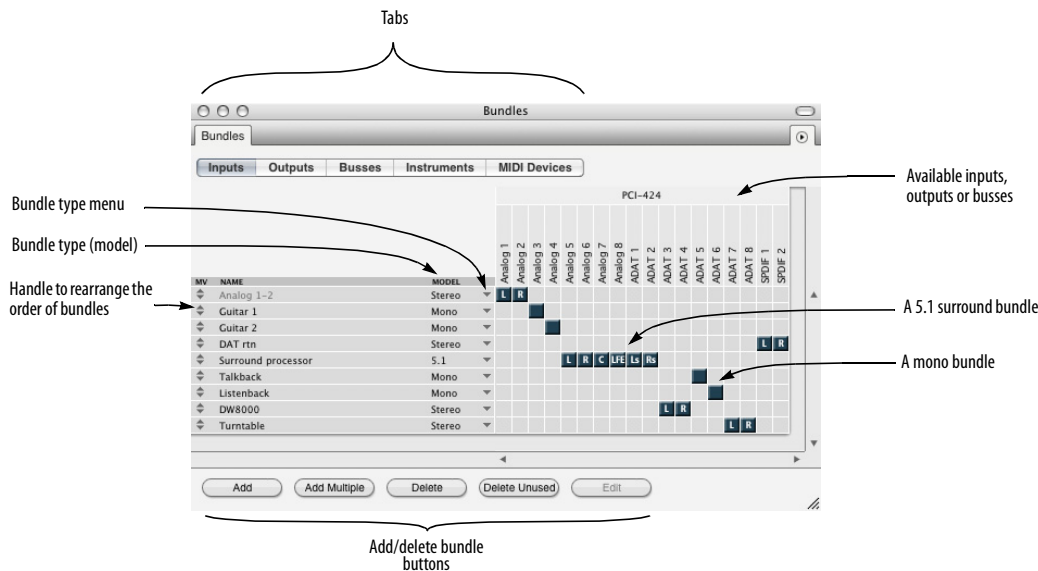 Tabs
Bundles
Bundles
Inputs Outputs Busses Instruments MIDI Devices
PCI-424
Available inputs,
outputs or busses
Bundle type menu
Bundle type (model)
Handle to rearrange the
order of bundles
Analog 1
Analog 2
Analog 3
Analog 4
Analog 5
Analog 6
Analog 7
Analog 8
ADAT 1
ADAT 2
ADAT 3
ADAT 4
ADAT 5
ADAT 6
ADAT 7
ADAT 8
SPDIF 1
SPDIF 2
MV NAME MODEL
Analog 1-2 Stereo L R
Guitar 1 Mono
Guitar 2 Mono
DAT rtn Stereo L R
Surround processor 5.1 L R C LFE Ls Rs
Talkback Mono
Listenback Mono
DW8000 Stereo L R
Turntable Stereo L R
A 5.1 surround bundle
A mono bundle
Add Add Multiple Delete Delete Unused Edit
Add/delete bundle
buttons